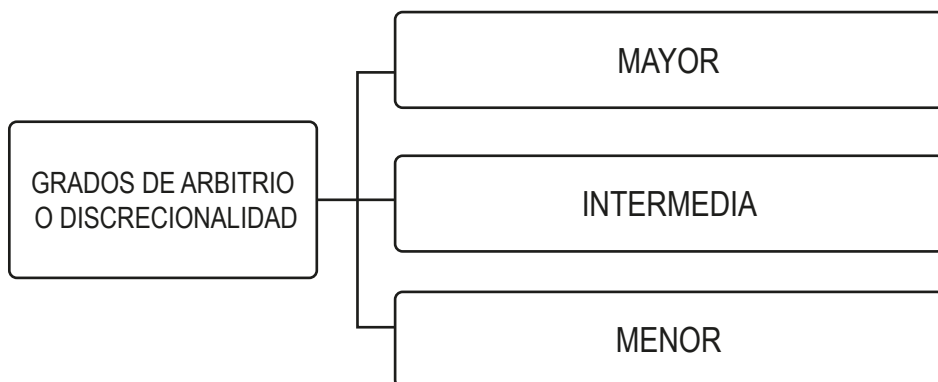 GRADOS DE ARBITRIO
O DISCRECIONALIDAD
MAYOR
INTERMEDIA
MENOR